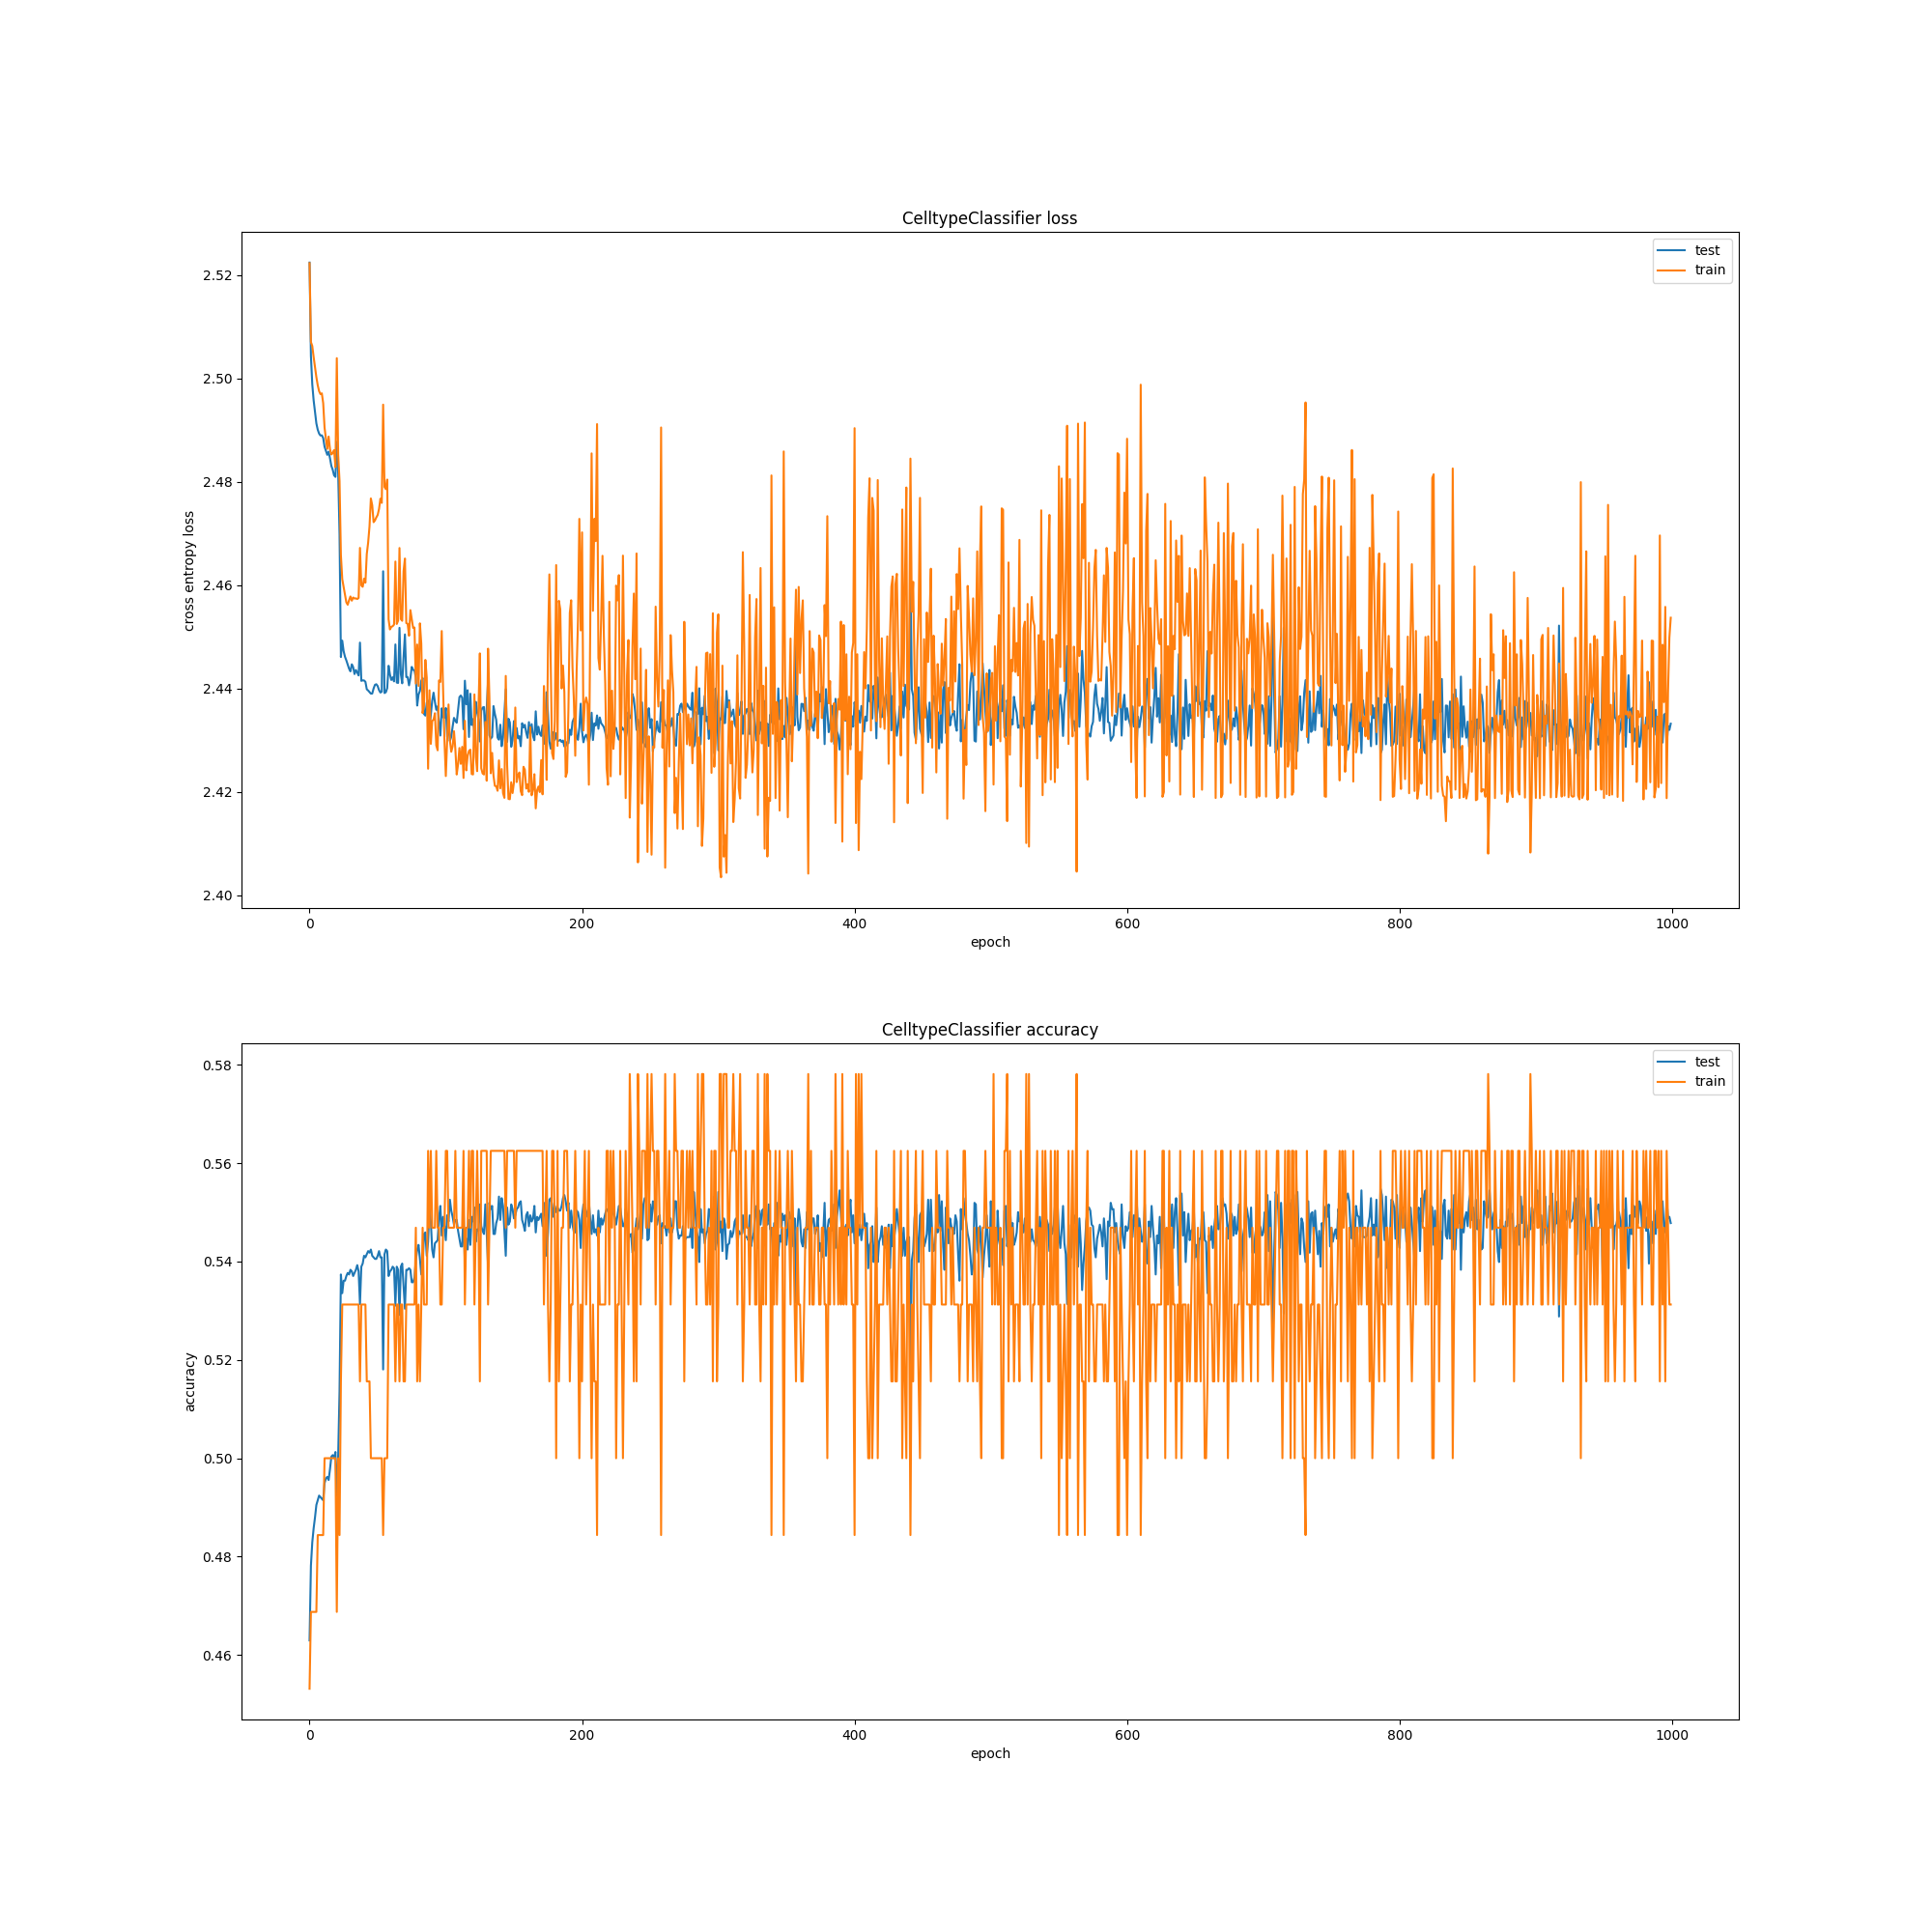 CelltypeClassifier loss
test
train
2.52
2.50
2.48
2.46
2.44
2.42
2.40
cross entropy loss
0 200 400 600 800 1000
epoch
CelltypeClassifier accuracy
test
train
0.58
0.56
0.54
0.52
0.50
0.48
0.46
accuracy
0 200 400 600 800 1000
epoch